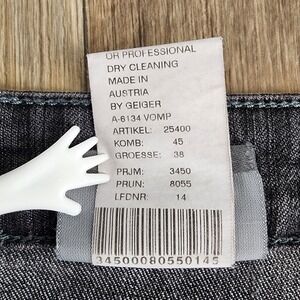 OR PROFESSIONAL
DRY CLEANING
MADE IN
AUSTRIA
BY GEIGER
A-6134 VOMP
ARTIKEL: 25400
KOMB: 45
GROESSE: 38
PRJM: 3450
PRUN: 8055
LFDNR: 14
34500080550145